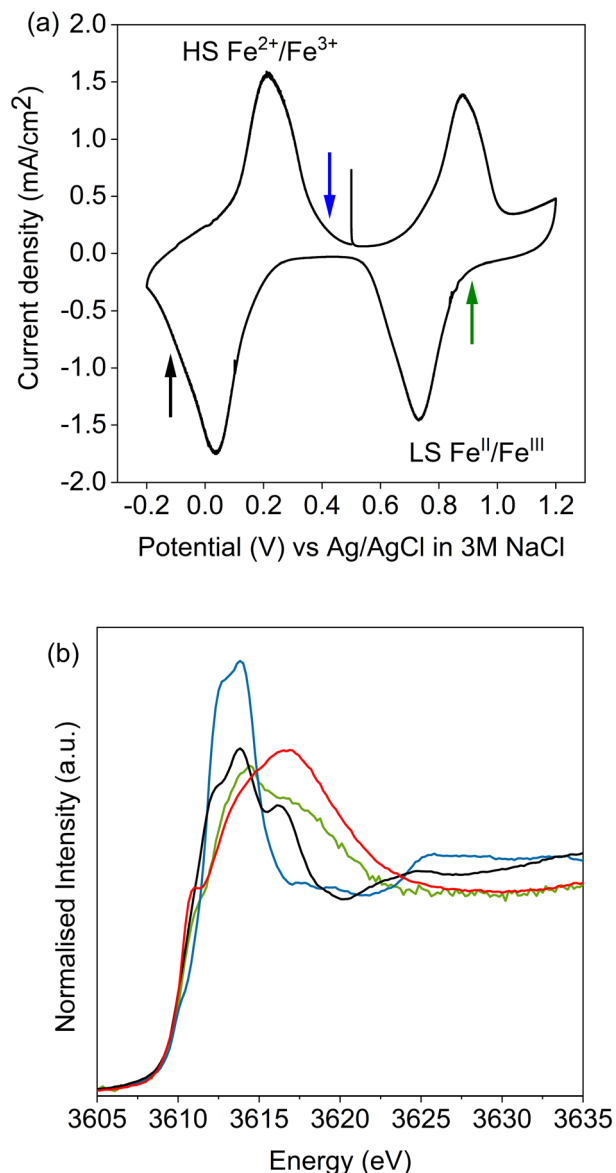 (a)
2.0
HS Fe²⁺/Fe³⁺
1.5
1.0
0.5
0.0
-0.5
-1.0
-1.5
LS Feᴵᴵ/Feᴵᴵᴵ
-2.0
Current density (mA/cm²)
-0.2 0.0 0.2 0.4 0.6 0.8 1.0 1.2
Potential (V) vs Ag/AgCl in 3M NaCl
(b)
Normalised Intensity (a.u.)
3605 3610 3615 3620 3625 3630 3635
Energy (eV)